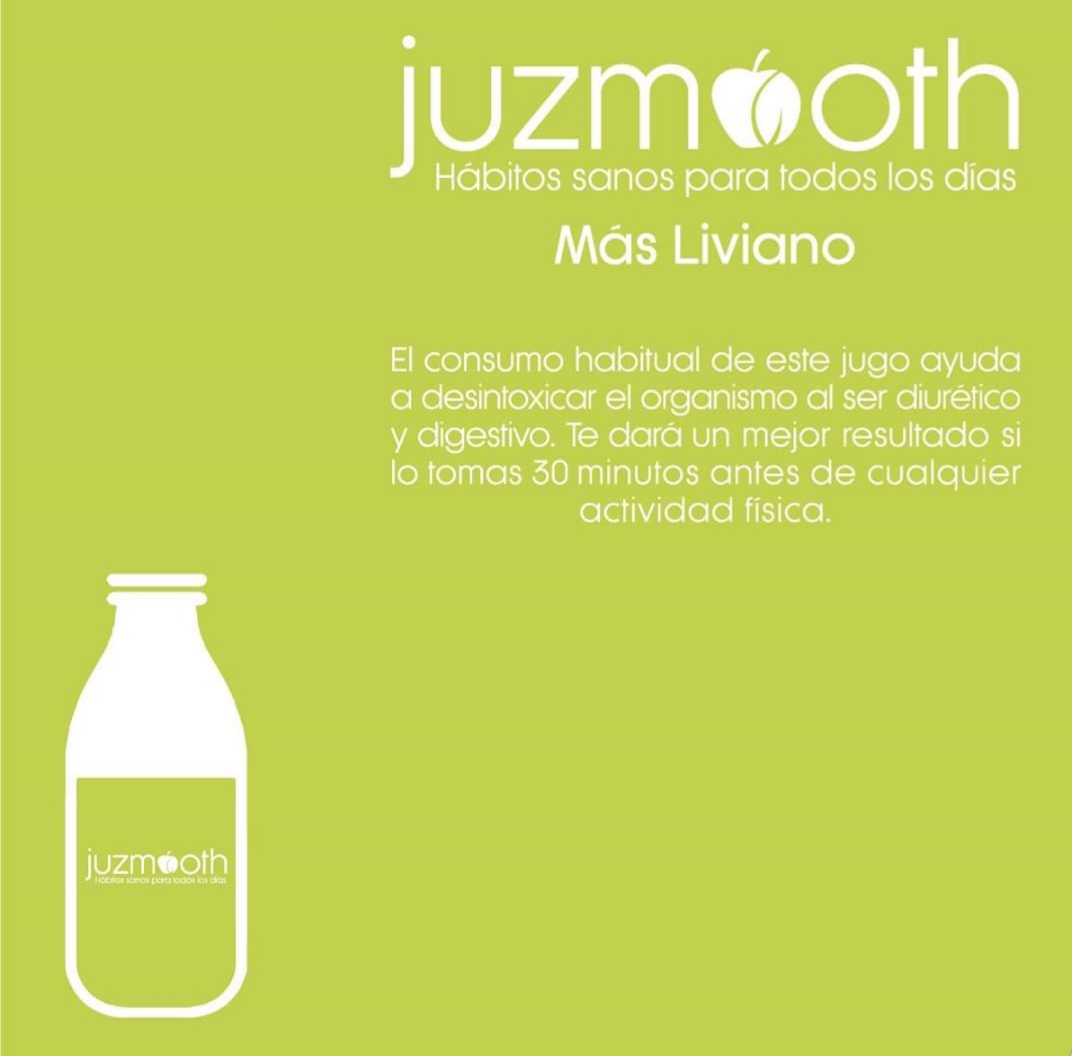 juzmooth
Hábitos sanos para todos los días
Más Liviano
El consumo habitual de este jugo ayuda
a desintoxicar el organismo al ser diurético
y digestivo. Te dará un mejor resultado si
lo tomas 30 minutos antes de cualquier
actividad física.
juzmooth
Hábitos sanos para todos los días